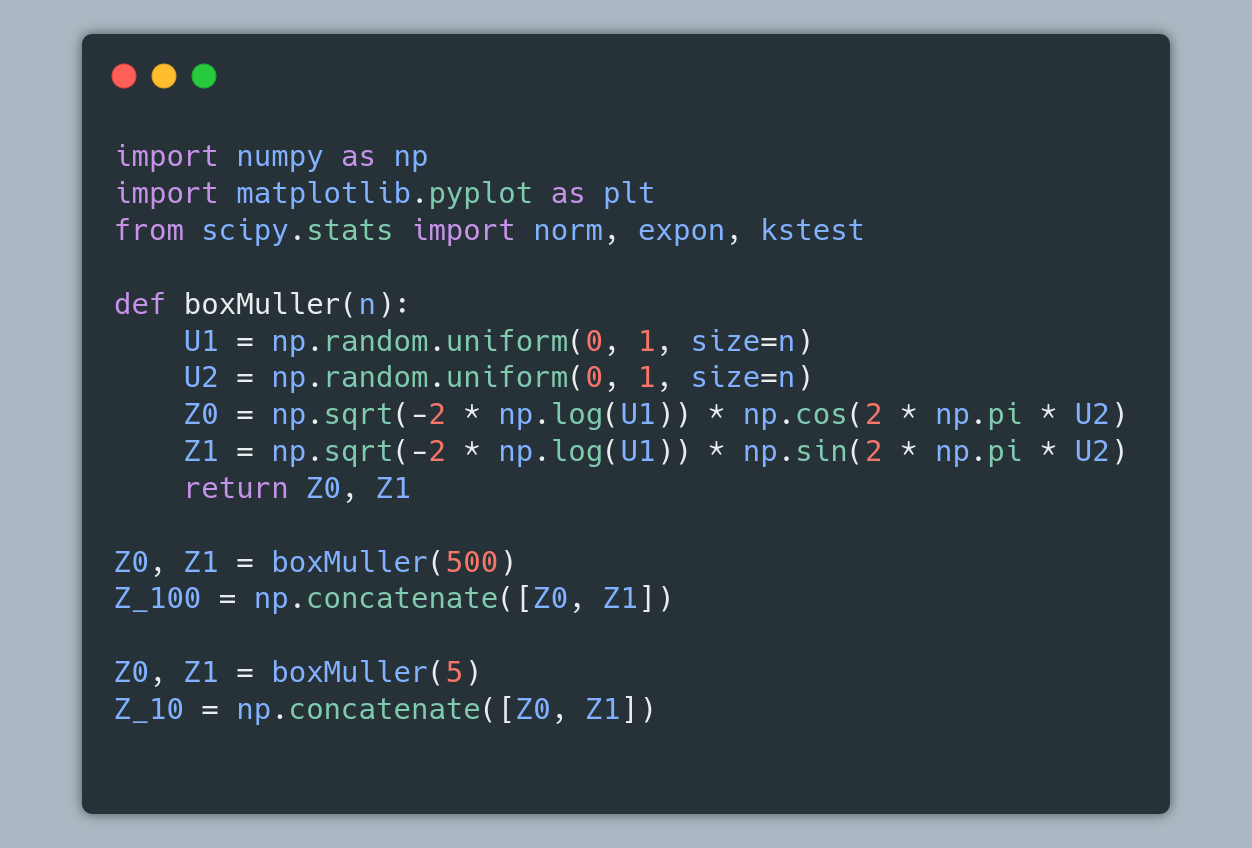 import numpy as np
import matplotlib.pyplot as plt
from scipy.stats import norm, expon, kstest

def boxMuller(n):
    U1 = np.random.uniform(0, 1, size=n)
    U2 = np.random.uniform(0, 1, size=n)
    Z0 = np.sqrt(-2 * np.log(U1)) * np.cos(2 * np.pi * U2)
    Z1 = np.sqrt(-2 * np.log(U1)) * np.sin(2 * np.pi * U2)
    return Z0, Z1

Z0, Z1 = boxMuller(500)
Z_100 = np.concatenate([Z0, Z1])

Z0, Z1 = boxMuller(5)
Z_10 = np.concatenate([Z0, Z1])